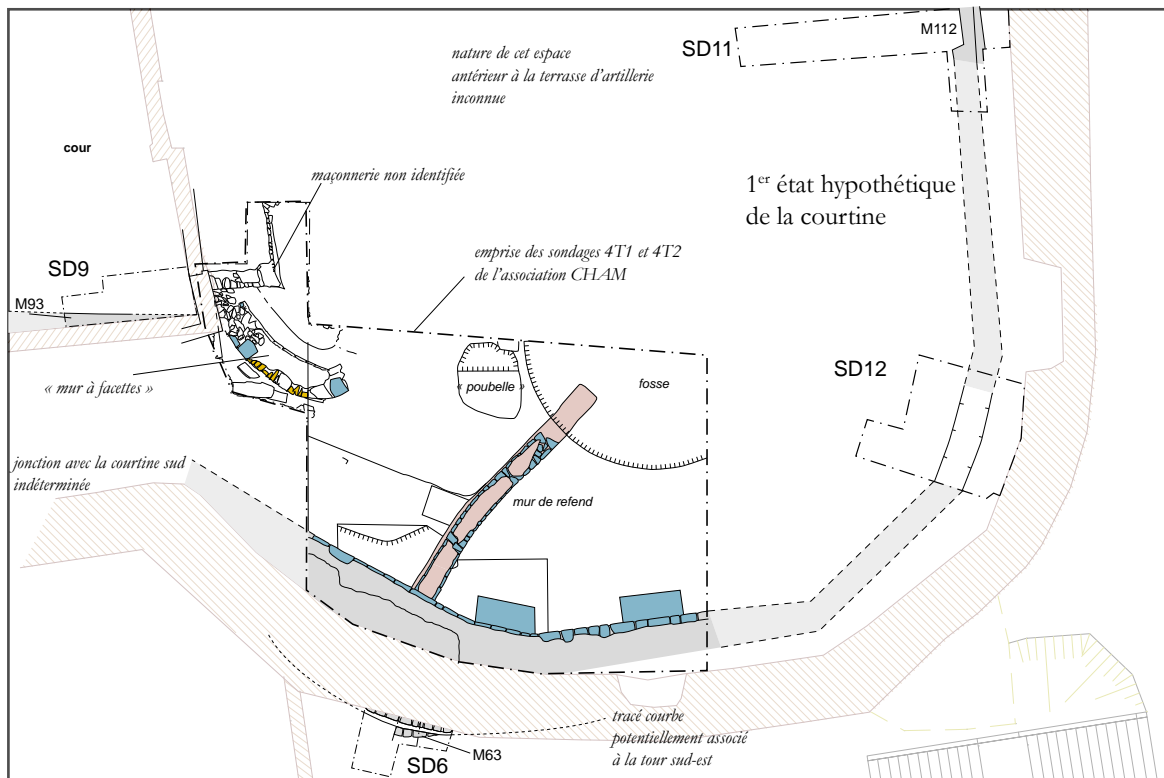 nature de cet espace
antérieur à la terrasse d'artillerie
inconnue
SD11
M112
cour
maçonnerie non identifiée
1er état hypothétique
de la courtine
emprise des sondages 4T1 et 4T2
de l'association CHAM
SD9
M93
« mur à facettes »
« poubelle »
fosse
SD12
jonction avec la courtine sud
indéterminée
mur de refend
tracé courbe
potentiellement associé
à la tour sud-est
M63
SD6